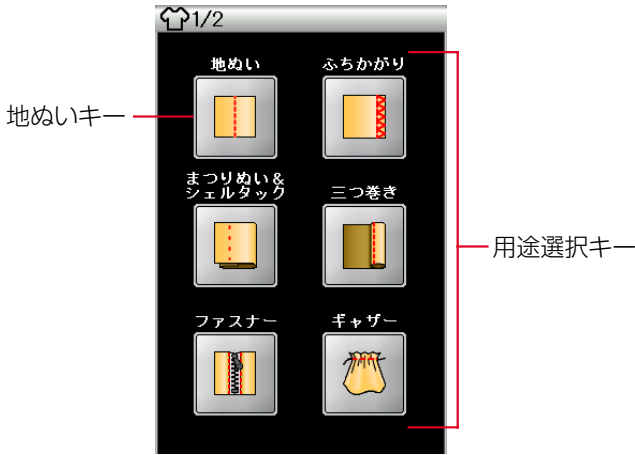 1/2
地ぬい
ふちかがり
地ぬいキー
まつりぬい&
シェルタック
三つ巻き
用途選択キー
ファスナー
ギャザー